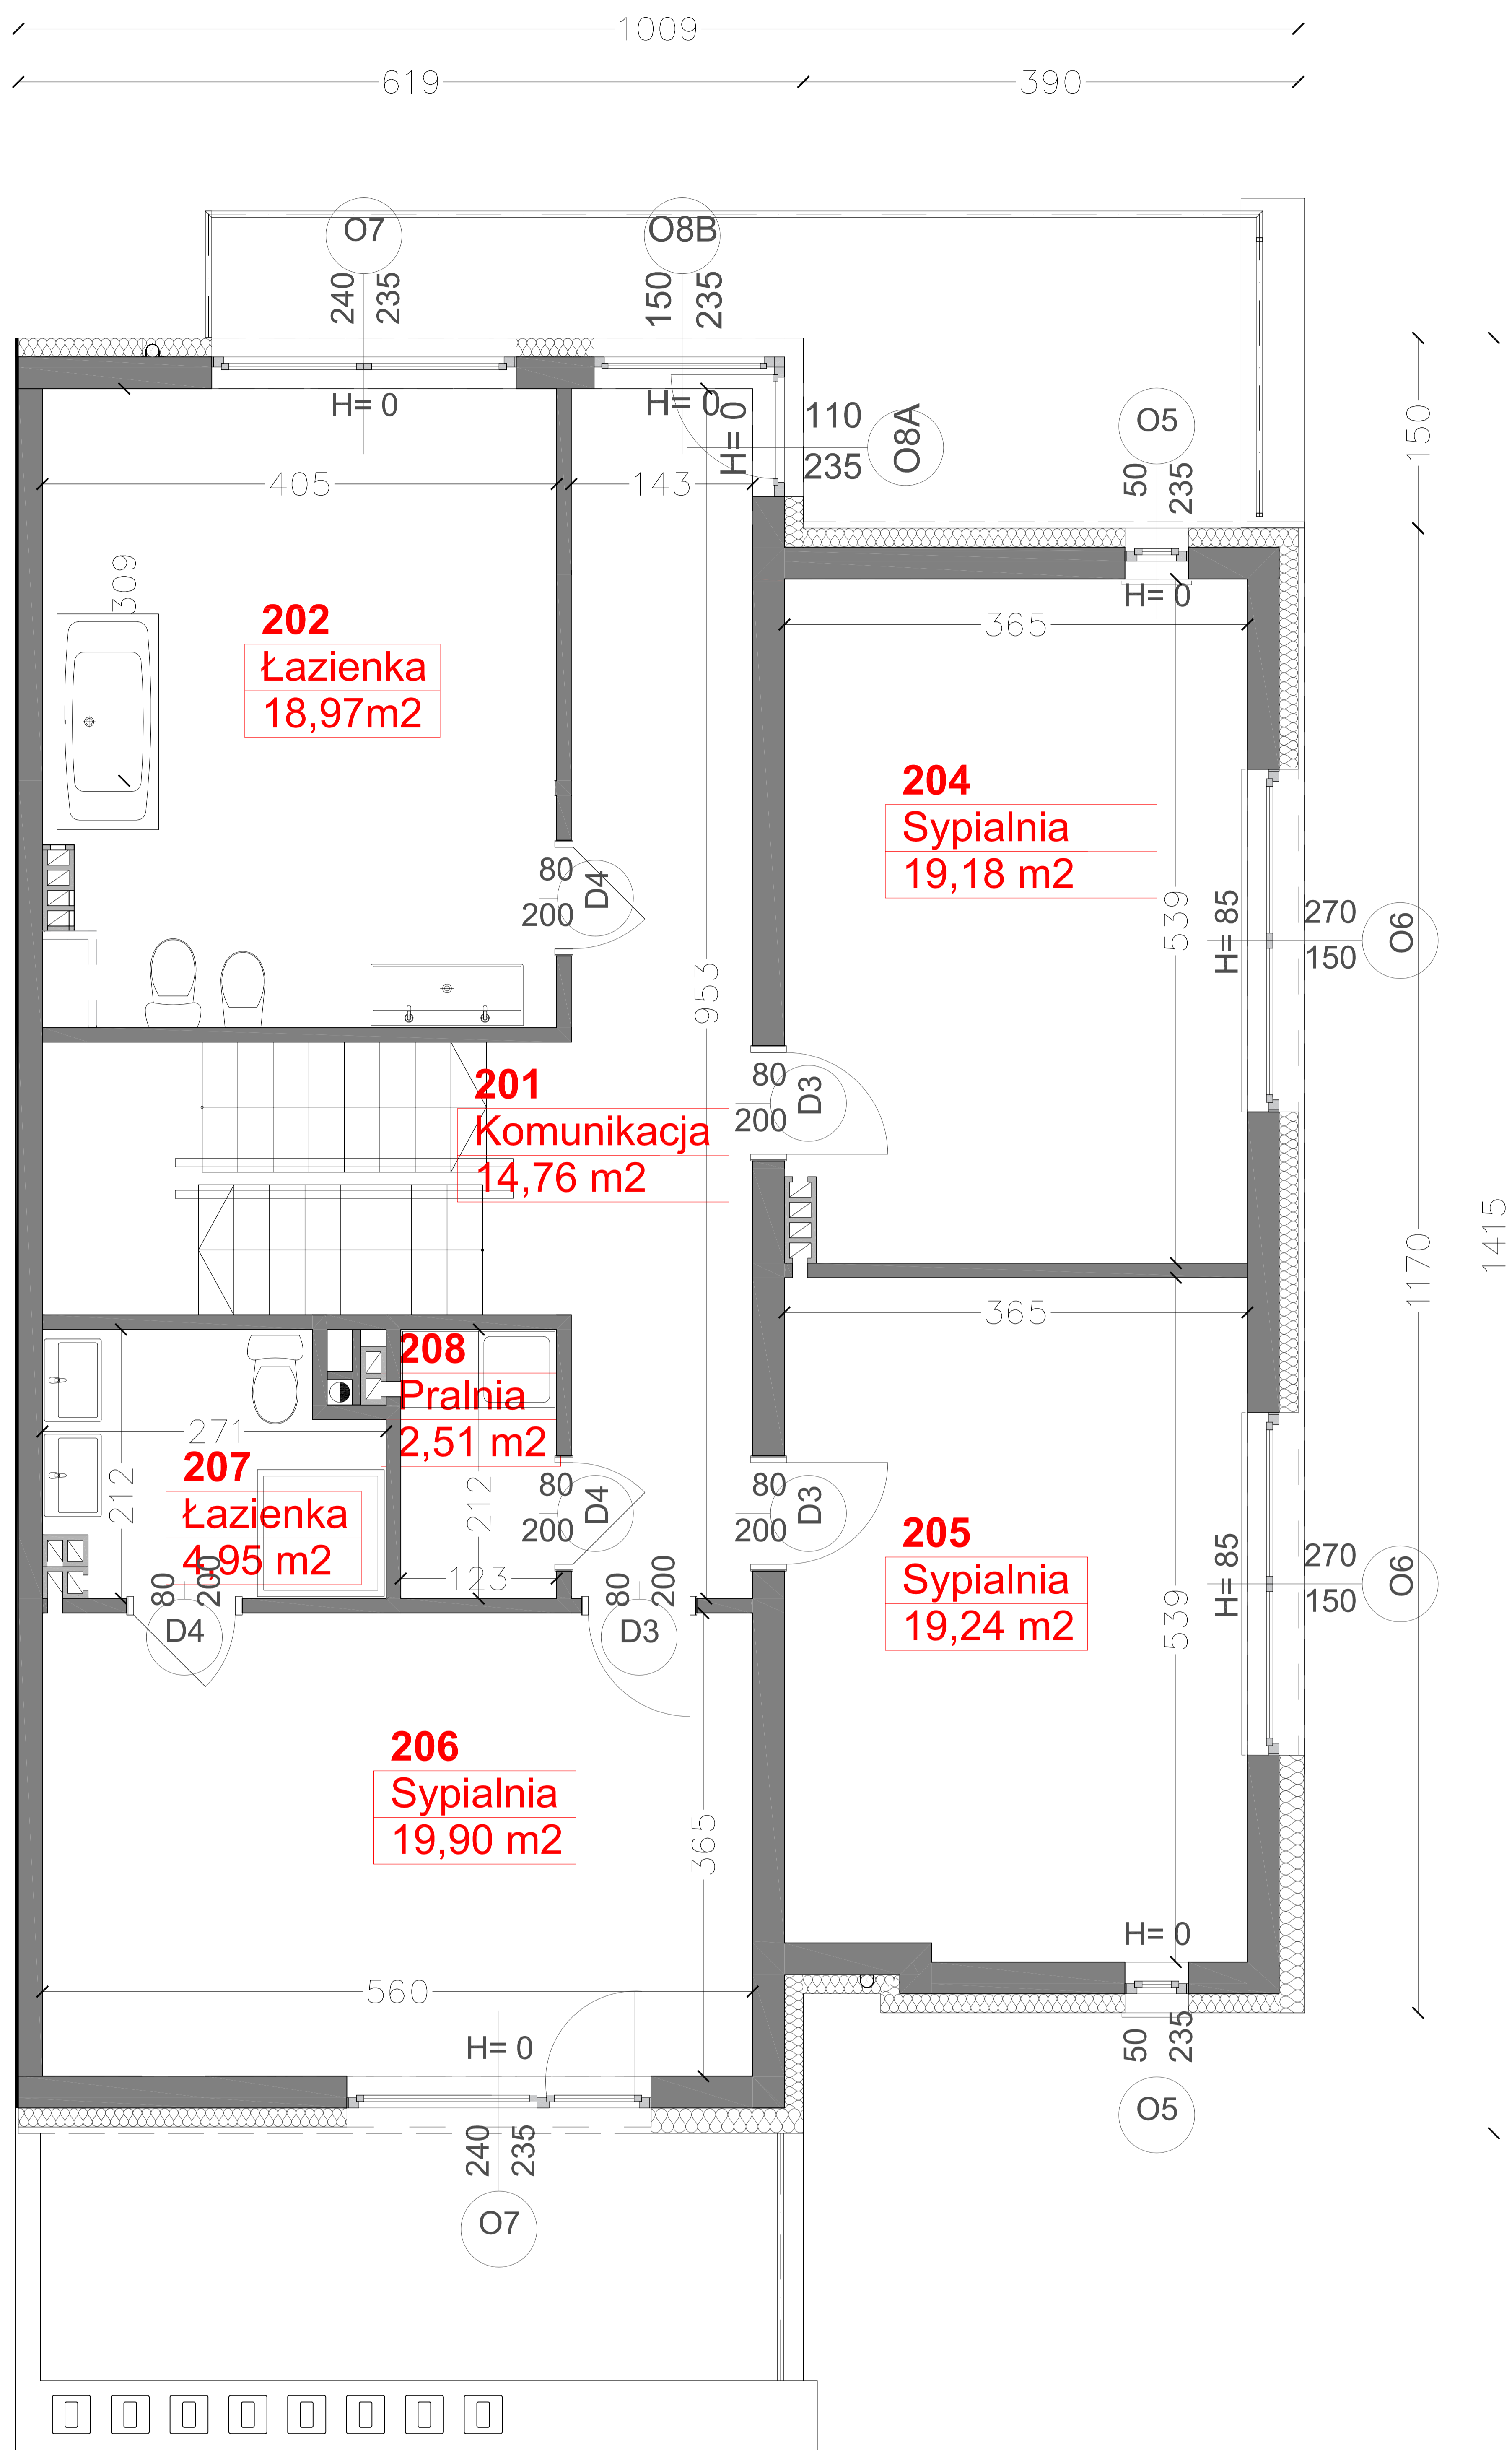 1009
619
390
O7
O8B
240
235
150
235
H= 0
H= 0
H= 0
110
235
O8A
O5
50
235
H= 0
150
405
143
309
365
202
Łazienka
18,97m2
204
Sypialnia
19,18 m2
80
200
D4
539
H= 85
270
150
O6
953
201
Komunikacja
14,76 m2
80
200
D3
1170
1415
365
208
Pralnia
2,51 m2
271
212
207
Łazienka
4,95 m2
212
123
80
200
D4
80
200
D3
205
Sypialnia
19,24 m2
539
H= 85
270
150
O6
80
200
D4
80
200
D3
206
Sypialnia
19,90 m2
365
560
H= 0
H= 0
50
235
O5
240
235
O7